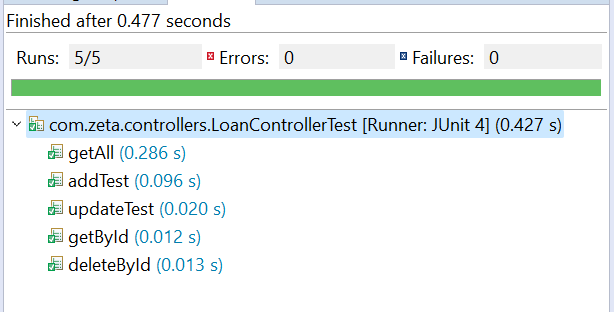 Finished after 0.477 seconds
Runs: 5/5 Errors: 0 Failures: 0
com.zeta.controllers.LoanControllerTest [Runner: JUnit 4] (0.427 s)
getAll (0.286 s)
addTest (0.096 s)
updateTest (0.020 s)
getById (0.012 s)
deleteById (0.013 s)